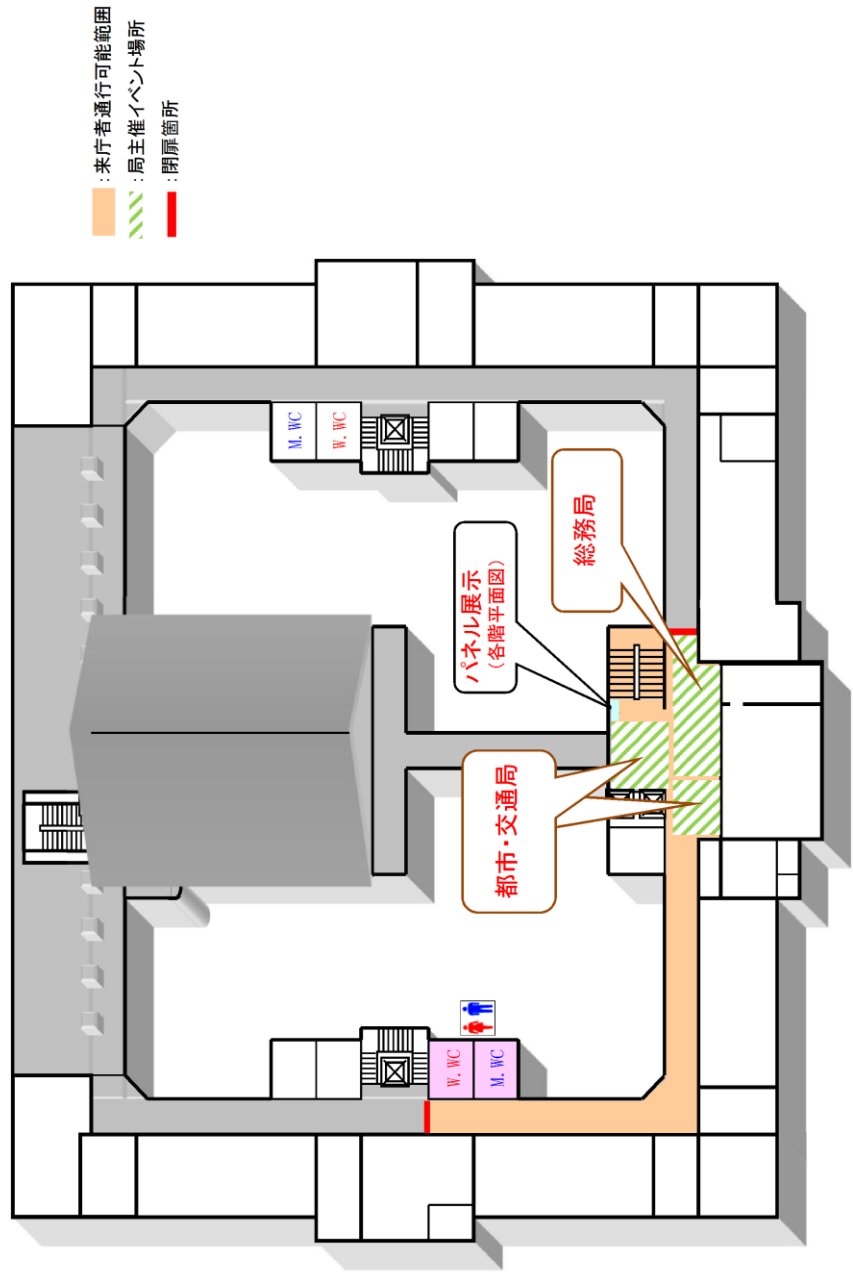 ：来庁者通行可能範囲
：局主催イベント場所
：閉扉箇所
M. WC
W. WC
パネル展示
（各階平面図）
総務局
都市・交通局
W. WC
M. WC